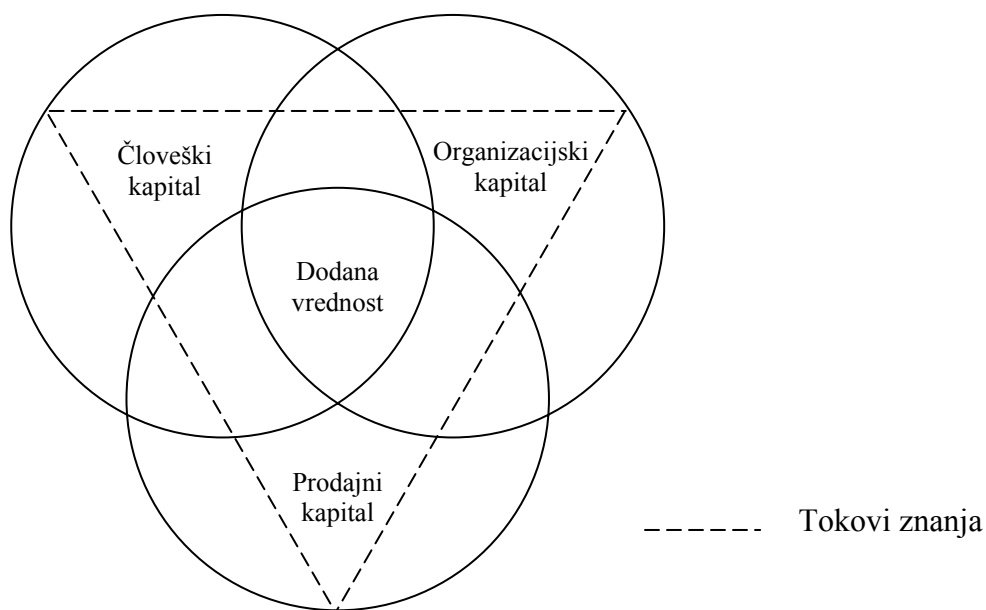 Človeški
kapital
Organizacijski
kapital
Dodana
vrednost
Prodajni
kapital
Tokovi znanja